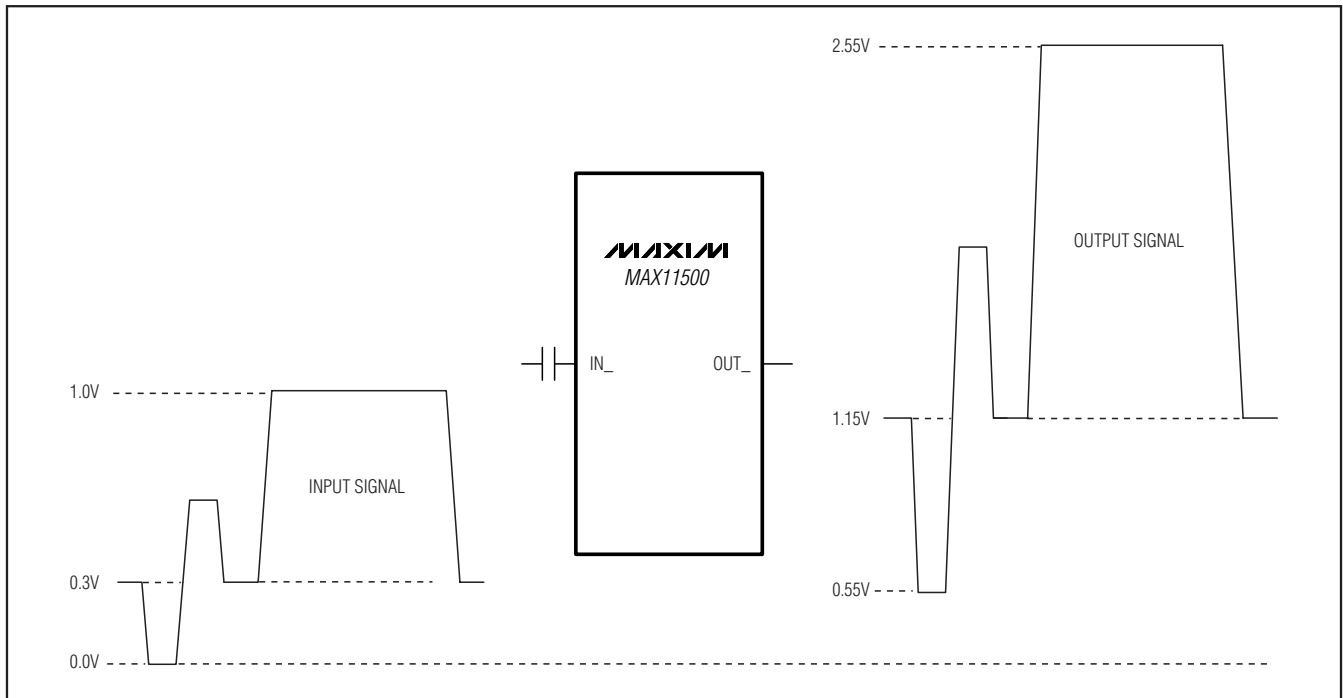 2.55V
OUTPUT SIGNAL
MAXIM
MAX11500
IN_ OUT_
1.0V
1.15V
INPUT SIGNAL
0.3V
0.55V
0.0V